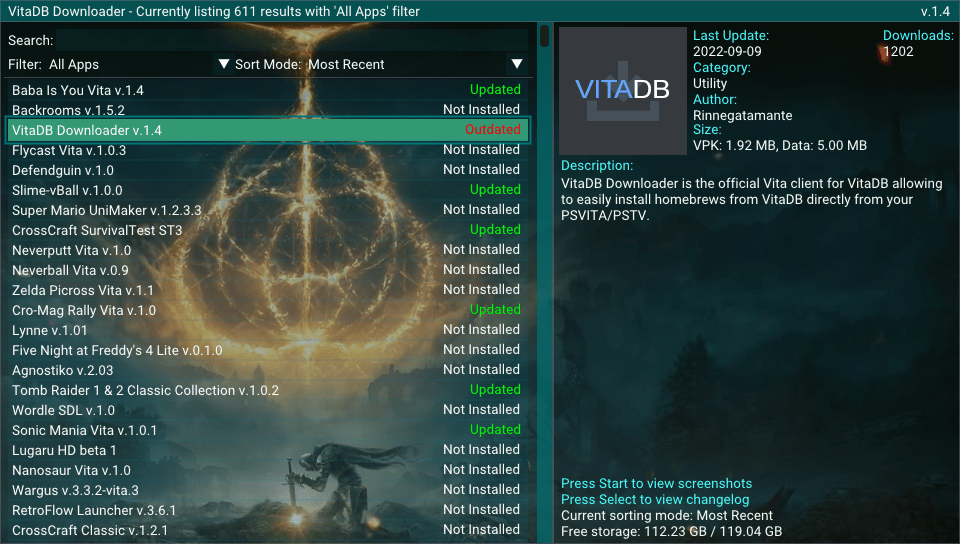 VitaDB Downloader - Currently listing 611 results with 'All Apps' filter v.1.4
Search:
Filter: All Apps Sort Mode: Most Recent
Baba Is You Vita v.1.4 Updated
Backrooms v.1.5.2 Not Installed
VitaDB Downloader v.1.4 Outdated
Flycast Vita v.1.0.3 Not Installed
Defendguin v.1.0 Not Installed
Slime-vBall v.1.0.0 Updated
Super Mario UniMaker v.1.2.3.3 Not Installed
CrossCraft SurvivalTest ST3 Updated
Neverputt Vita v.1.0 Not Installed
Neverball Vita v.0.9 Not Installed
Zelda Picross Vita v.1.1 Not Installed
Cro-Mag Rally Vita v.1.0 Updated
Lynne v.1.01 Not Installed
Five Night at Freddy's 4 Lite v.0.1.0 Not Installed
Agnostiko v.2.03 Not Installed
Tomb Raider 1 & 2 Classic Collection v.1.0.2 Updated
Wordle SDL v.1.0 Not Installed
Sonic Mania Vita v.1.0.1 Updated
Lugaru HD beta 1 Not Installed
Nanosaur Vita v.1.0 Not Installed
Wargus v.3.3.2-vita.3 Not Installed
RetroFlow Launcher v.3.6.1 Not Installed
CrossCraft Classic v.1.2.1 Not Installed
VITADB
Last Update: Downloads:
2022-09-09 1202
Category:
Utility
Author:
Rinnegatamante
Size:
VPK: 1.92 MB, Data: 5.00 MB
Description:
VitaDB Downloader is the official Vita client for VitaDB allowing
to easily install homebrews from VitaDB directly from your
PSVITA/PSTV.
Press Start to view screenshots
Press Select to view changelog
Current sorting mode: Most Recent
Free storage: 112.23 GB / 119.04 GB